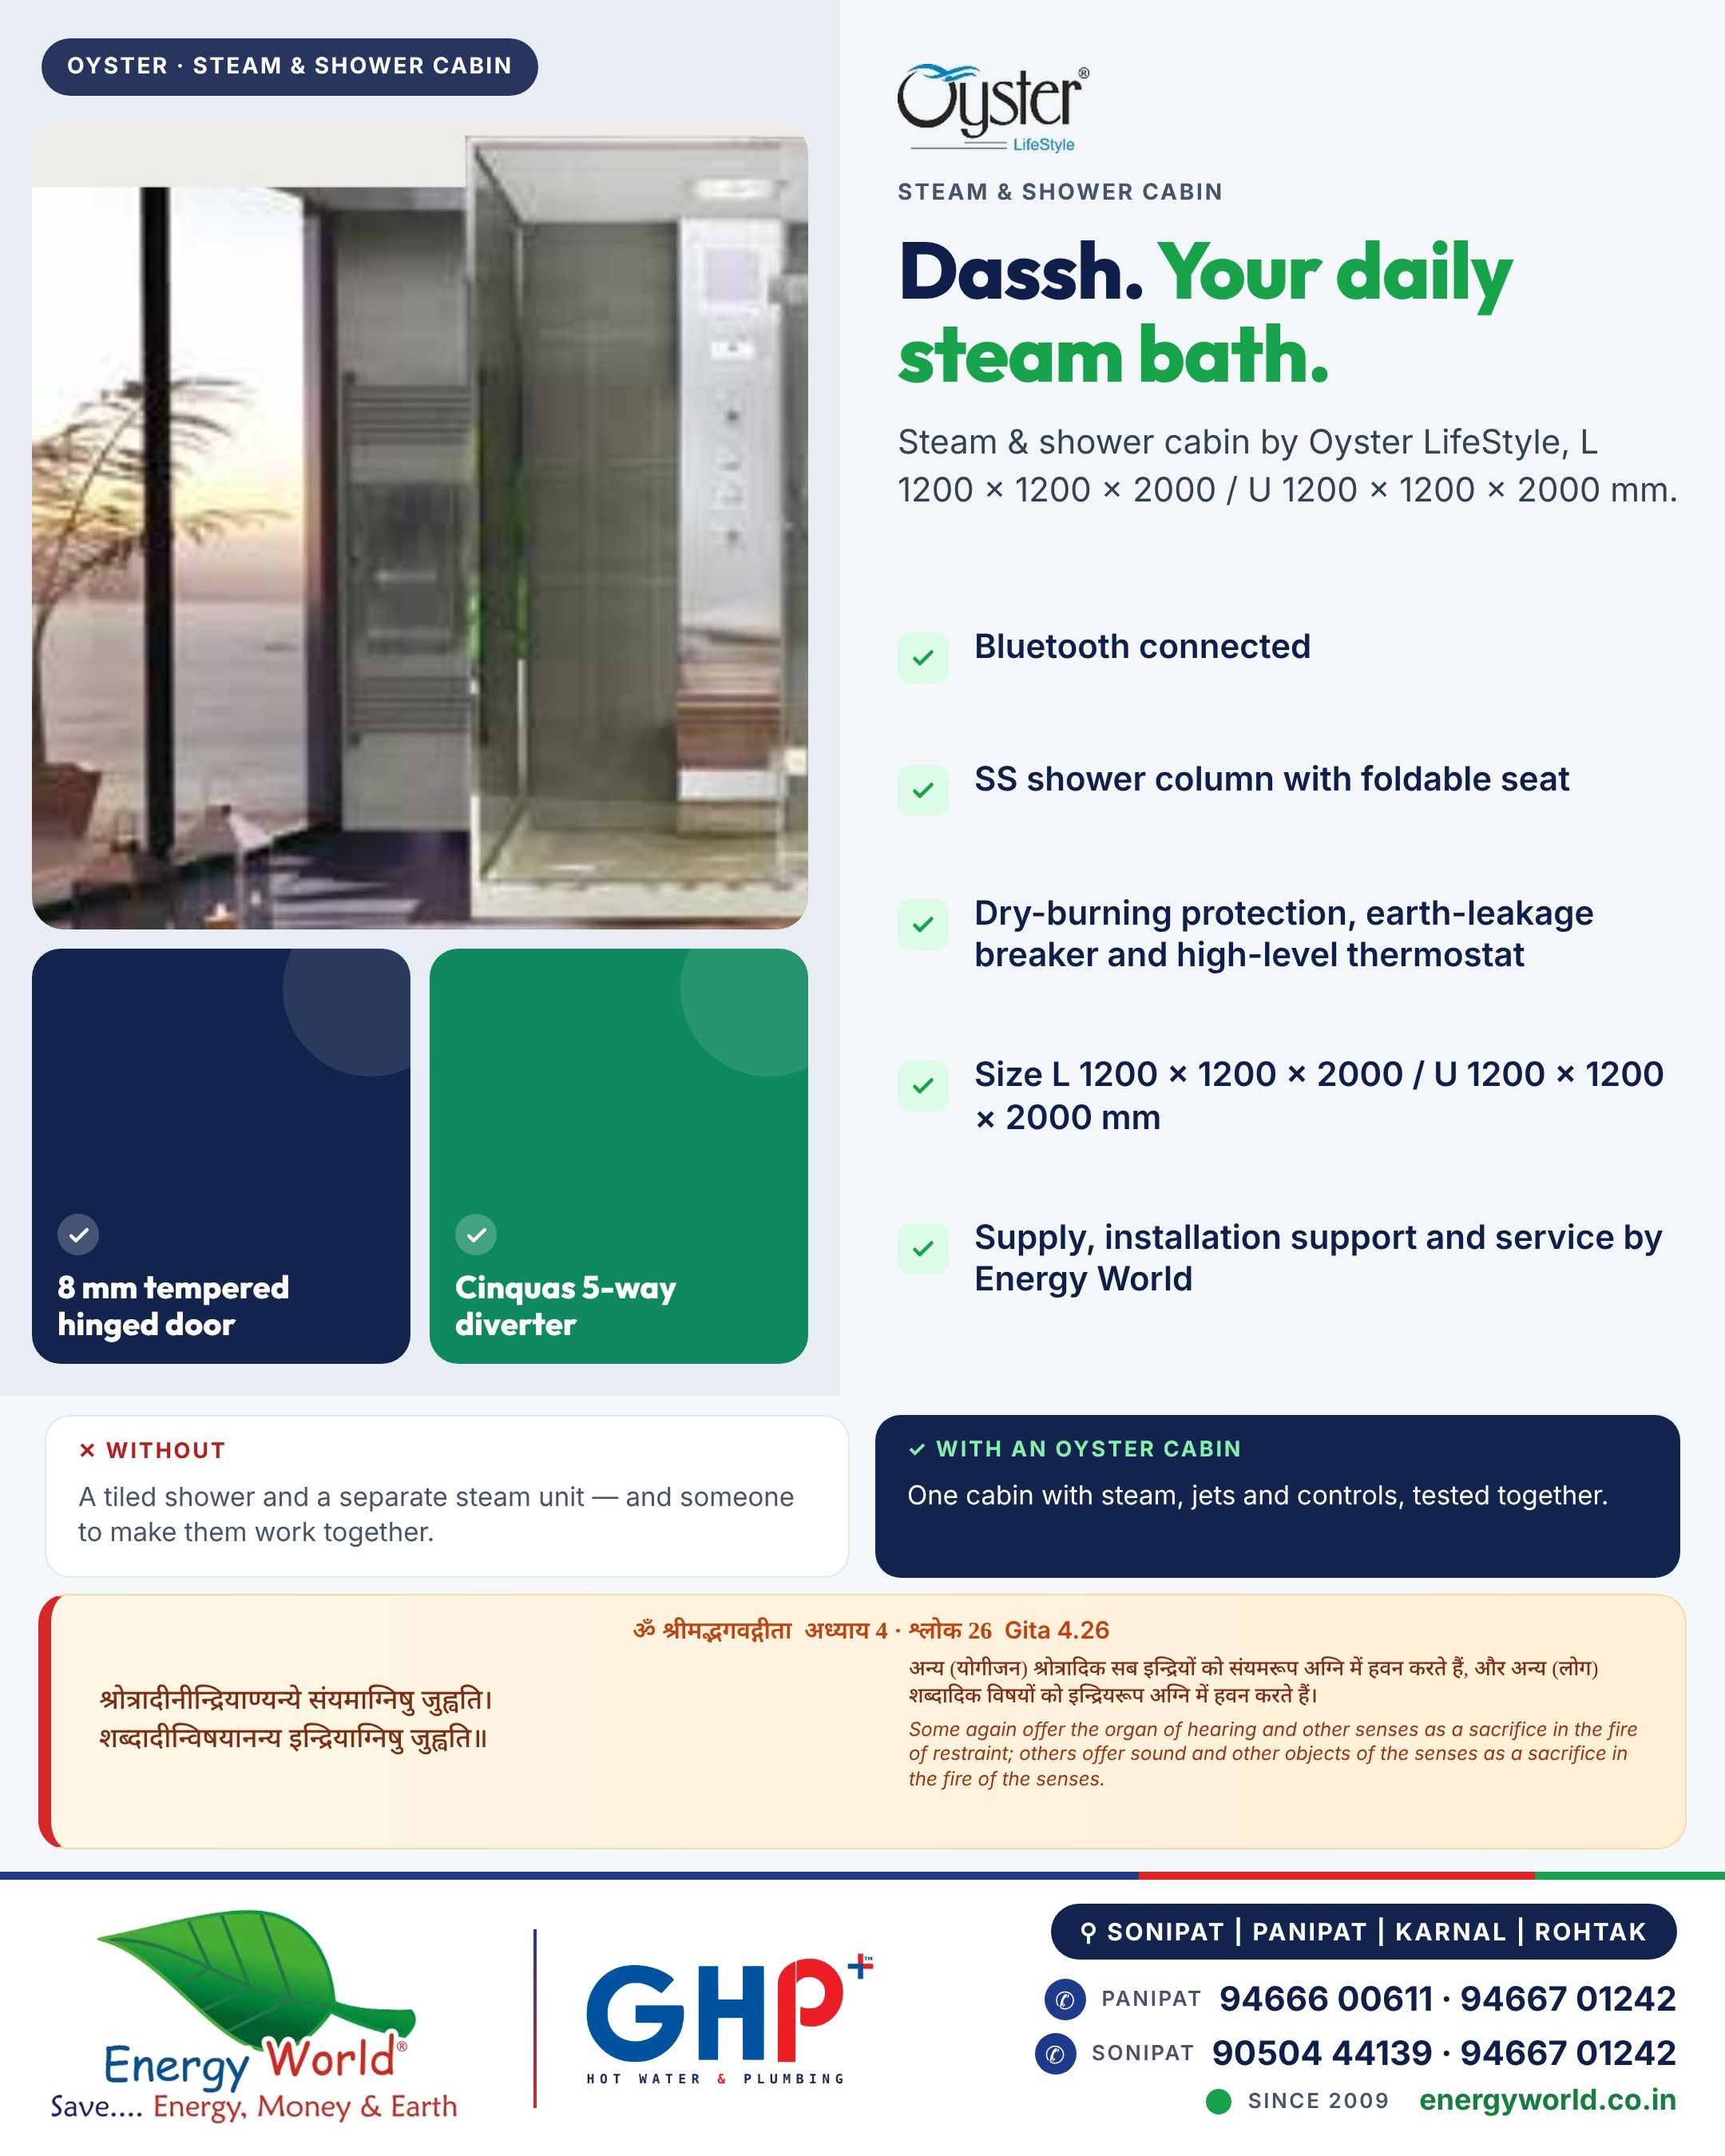 OYSTER · STEAM & SHOWER CABIN
Oyster®
LifeStyle
STEAM & SHOWER CABIN
Dassh. Your daily
steam bath.
Steam & shower cabin by Oyster LifeStyle, L
1200 × 1200 × 2000 / U 1200 × 1200 × 2000 mm.
Bluetooth connected
SS shower column with foldable seat
Dry-burning protection, earth-leakage
breaker and high-level thermostat
Size L 1200 × 1200 × 2000 / U 1200 × 1200
× 2000 mm
Supply, installation support and service by
Energy World
8 mm tempered
hinged door
Cinquas 5-way
diverter
× WITHOUT
A tiled shower and a separate steam unit — and someone
to make them work together.
✓ WITH AN OYSTER CABIN
One cabin with steam, jets and controls, tested together.
ॐ श्रीमद्भगवद्गीता अध्याय 4 · श्लोक 26 Gita 4.26
श्रोत्रादीनीन्द्रियाण्यन्ये संयमाग्निषु जुह्वति।
शब्दादीन्विषयानन्य इन्द्रियाग्निषु जुह्वति॥
अन्य (योगीजन) श्रोत्रादिक सब इन्द्रियों को संयमरूप अग्नि में हवन करते हैं, और अन्य (लोग)
शब्दादिक विषयों को इन्द्रियरूप अग्नि में हवन करते हैं।
Some again offer the organ of hearing and other senses as a sacrifice in the fire
of restraint; others offer sound and other objects of the senses as a sacrifice in
the fire of the senses.
Energy World®
Save.... Energy, Money & Earth
GHP+™
HOT WATER & PLUMBING
SONIPAT | PANIPAT | KARNAL | ROHTAK
PANIPAT 94666 00611 · 94667 01242
SONIPAT 90504 44139 · 94667 01242
SINCE 2009 energyworld.co.in